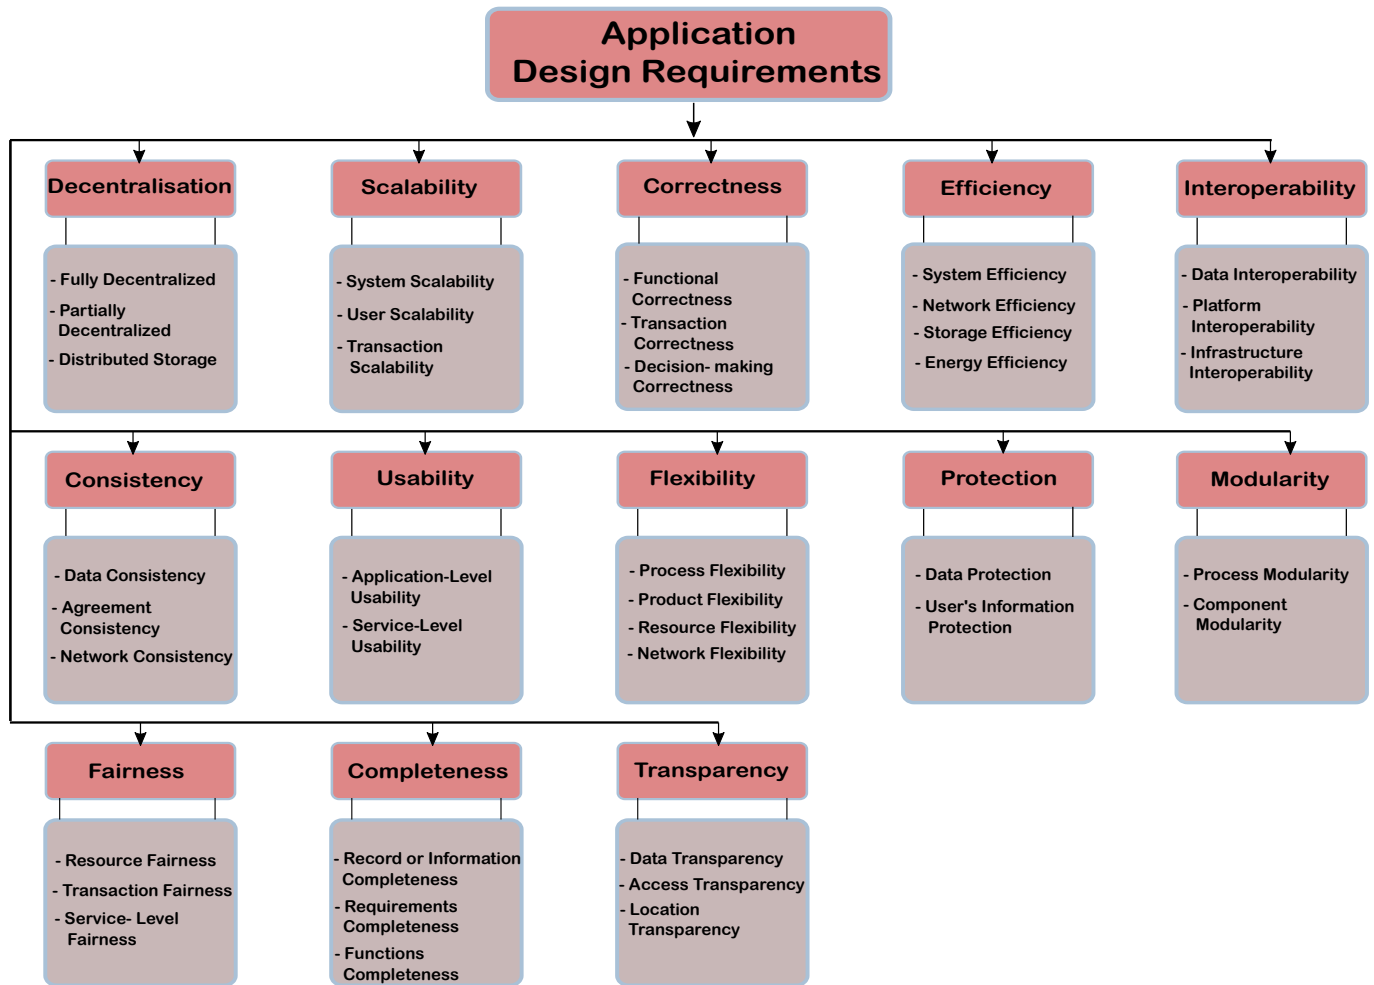 Application
Design Requirements
Decentralisation
Scalability
Correctness
Efficiency
Interoperability
- Fully Decentralized
- Partially
Decentralized
- Distributed Storage
- System Scalability
- User Scalability
- Transaction
Scalability
- Functional
Correctness
- Transaction
Correctness
- Decision- making
Correctness
- System Efficiency
- Network Efficiency
- Storage Efficiency
- Energy Efficiency
- Data Interoperability
- Platform
Interoperability
- Infrastructure
Interoperability
Consistency
Usability
Flexibility
Protection
Modularity
- Data Consistency
- Agreement
Consistency
- Network Consistency
- Application-Level
Usability
- Service-Level
Usability
- Process Flexibility
- Product Flexibility
- Resource Flexibility
- Network Flexibility
- Data Protection
- User's Information
Protection
- Process Modularity
- Component
Modularity
Fairness
Completeness
Transparency
- Resource Fairness
- Transaction Fairness
- Service- Level
Fairness
- Record or Information
Completeness
- Requirements
Completeness
- Functions
Completeness
- Data Transparency
- Access Transparency
- Location
Transparency